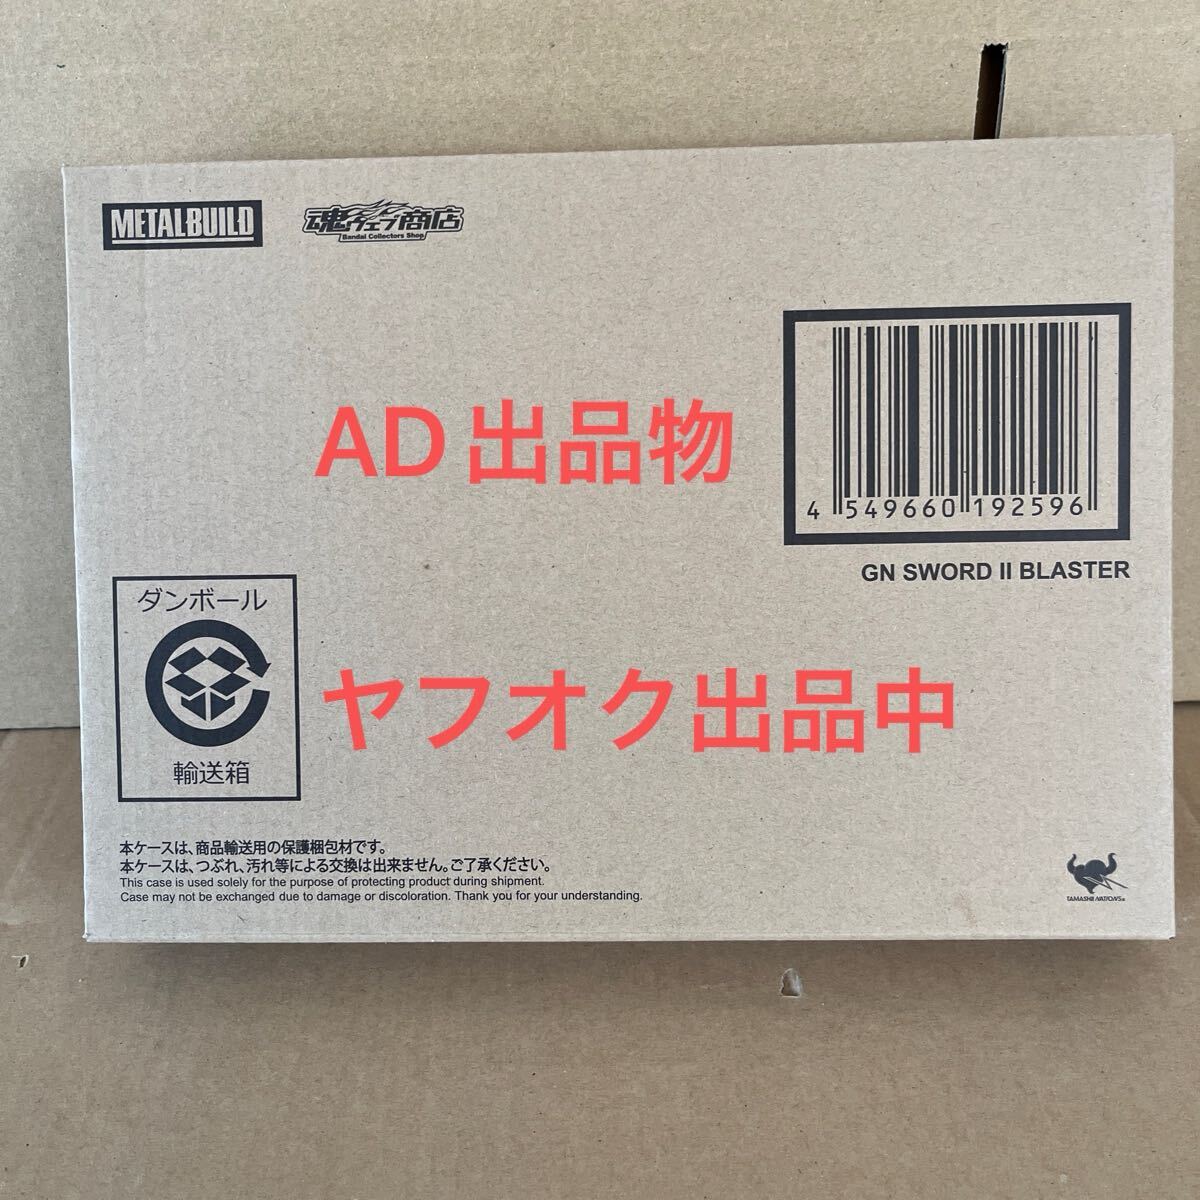 METAL BUILD
魂ウェブ商店
Bandai Collectors Shop
AD出品物
4 549660 192596
GN SWORD II BLASTER
ダンボール
輸送箱
ヤフオク出品中
本ケースは、商品輸送用の保護梱包材です。
本ケースは、つぶれ、汚れ等による交換は出来ません。ご了承ください。
This case is used solely for the purpose of protecting product during shipment.
Case may not be exchanged due to damage or discoloration. Thank you for your understanding.
TAMASHII NATIONS